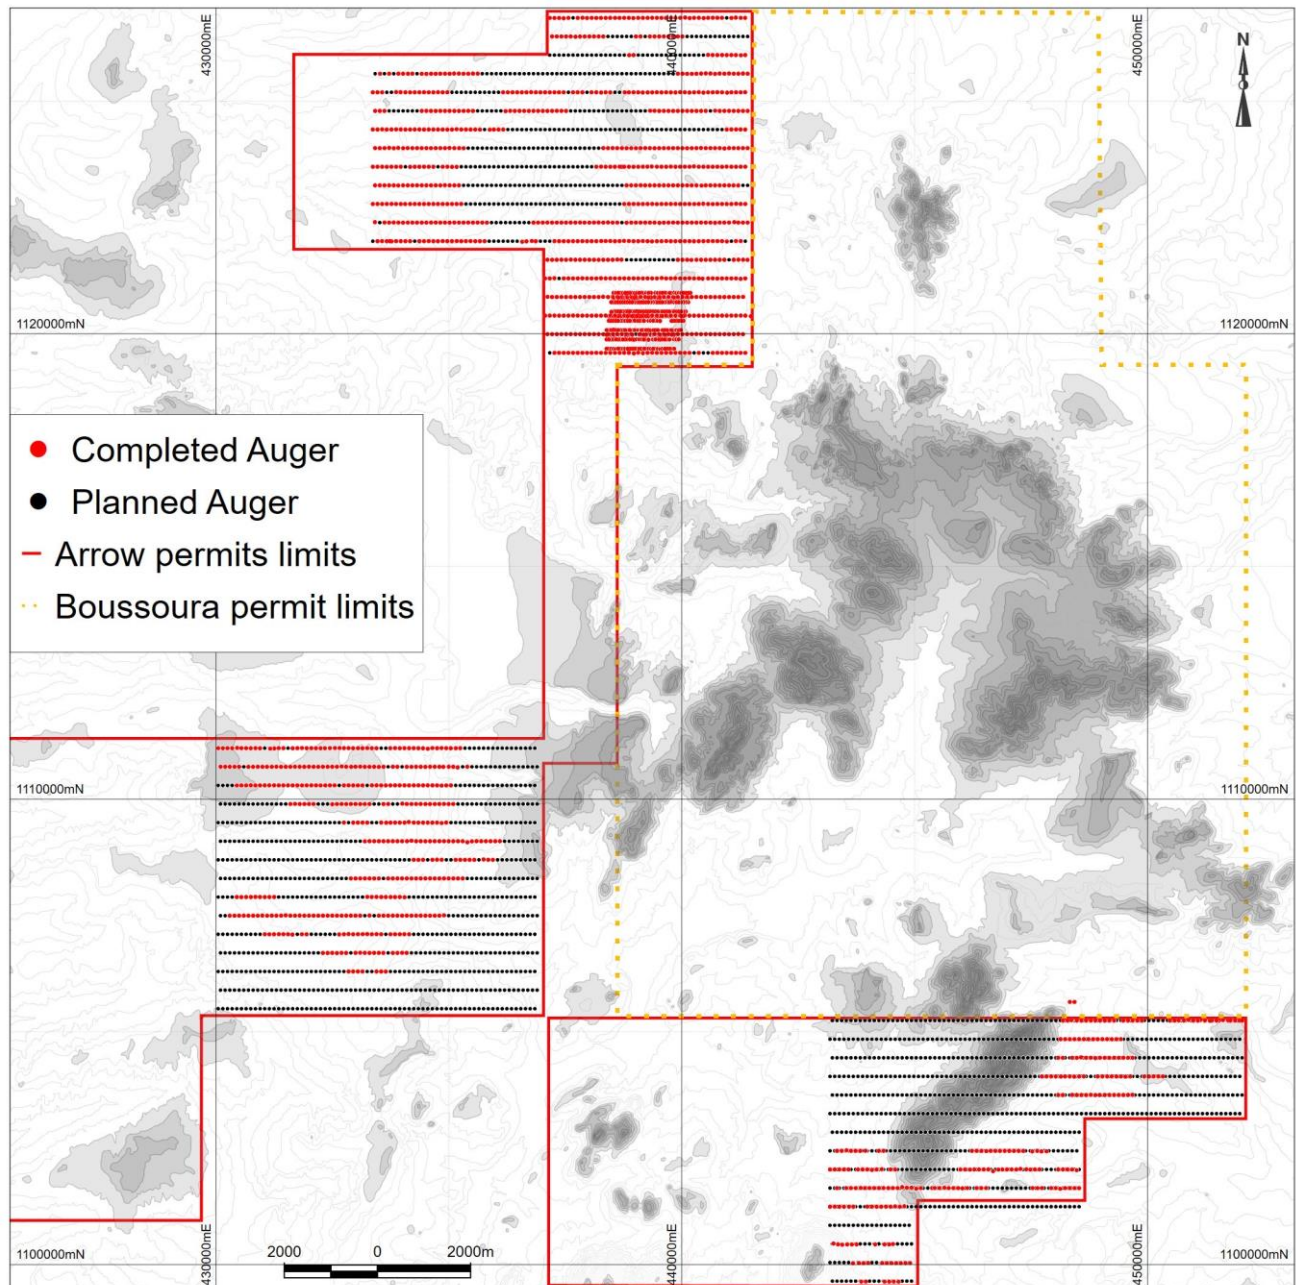 430000mE
440000mE
450000mE
N
1120000mN
1120000mN
Completed Auger
Planned Auger
Arrow permits limits
Boussoura permit limits
1110000mN
1110000mN
1100000mN
430000mE
2000 0 2000m
440000mE
450000mE
1100000mN